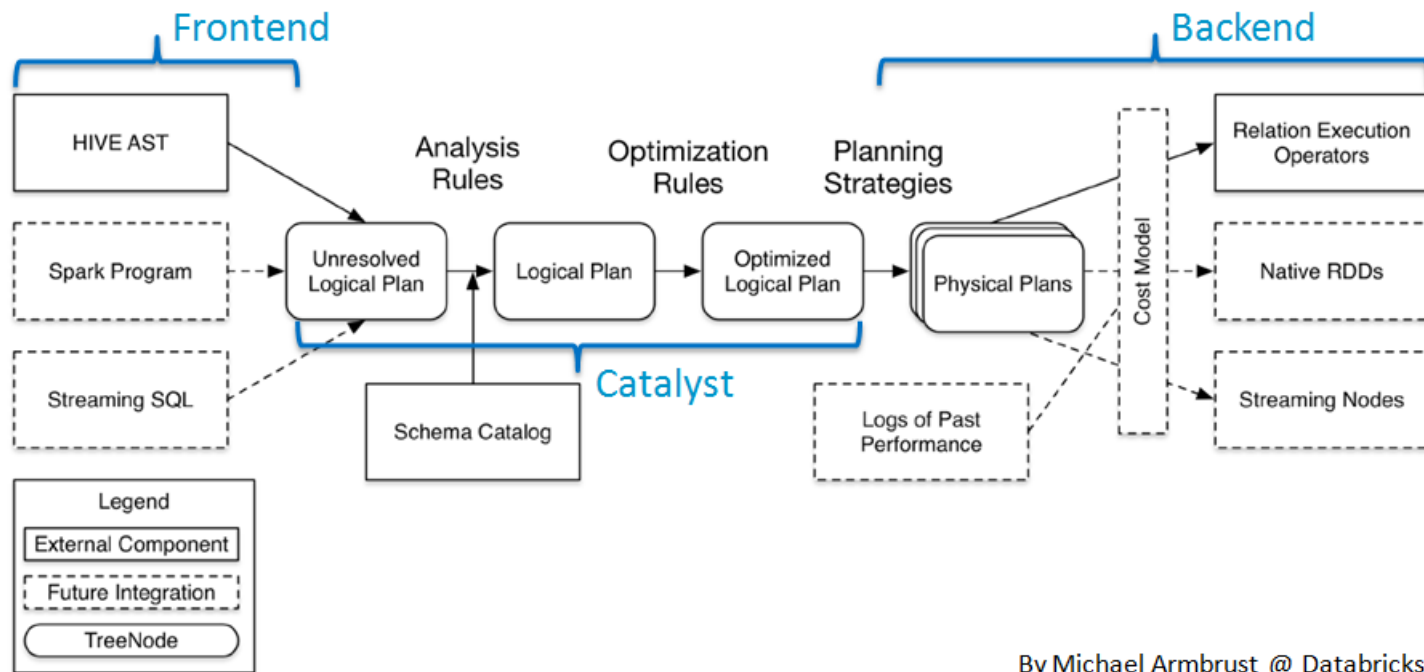 Frontend
Backend
HIVE AST
Analysis
Rules
Optimization
Rules
Planning
Strategies
Relation Execution
Operators
Spark Program
Unresolved
Logical Plan
Logical Plan
Optimized
Logical Plan
Physical Plans
Cost Model
Native RDDs
Streaming SQL
Catalyst
Schema Catalog
Logs of Past
Performance
Streaming Nodes
Legend
External Component
Future Integration
TreeNode
By Michael Armbrust @ Databricks